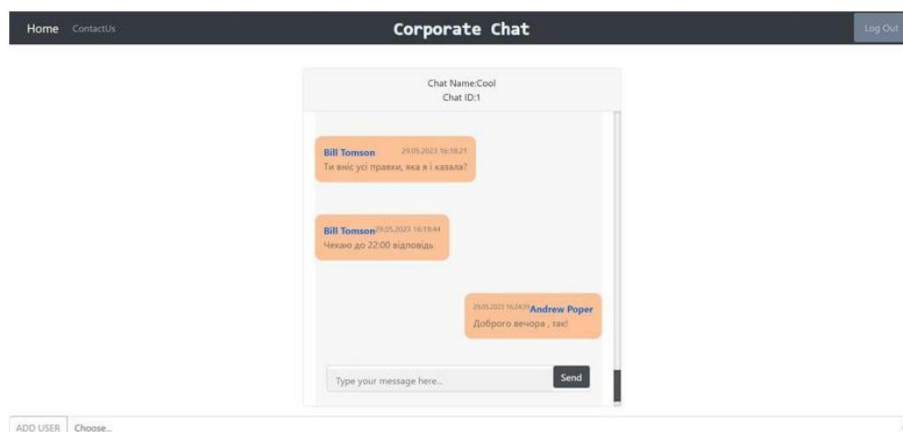 Home ContactUs Corporate Chat Log Out
Chat Name:Cool
Chat ID:1
Bill Tomson 29.05.2023 16:18:21
Ти вніс усі правки, яка я і казала?
Bill Tomson 29.05.2023 16:18:44
Чекаю до 22:00 відповідь
29.05.2023 16:24:39 Andrew Poper
Доброго вечора , так!
Type your message here... Send
ADD USER Choose...